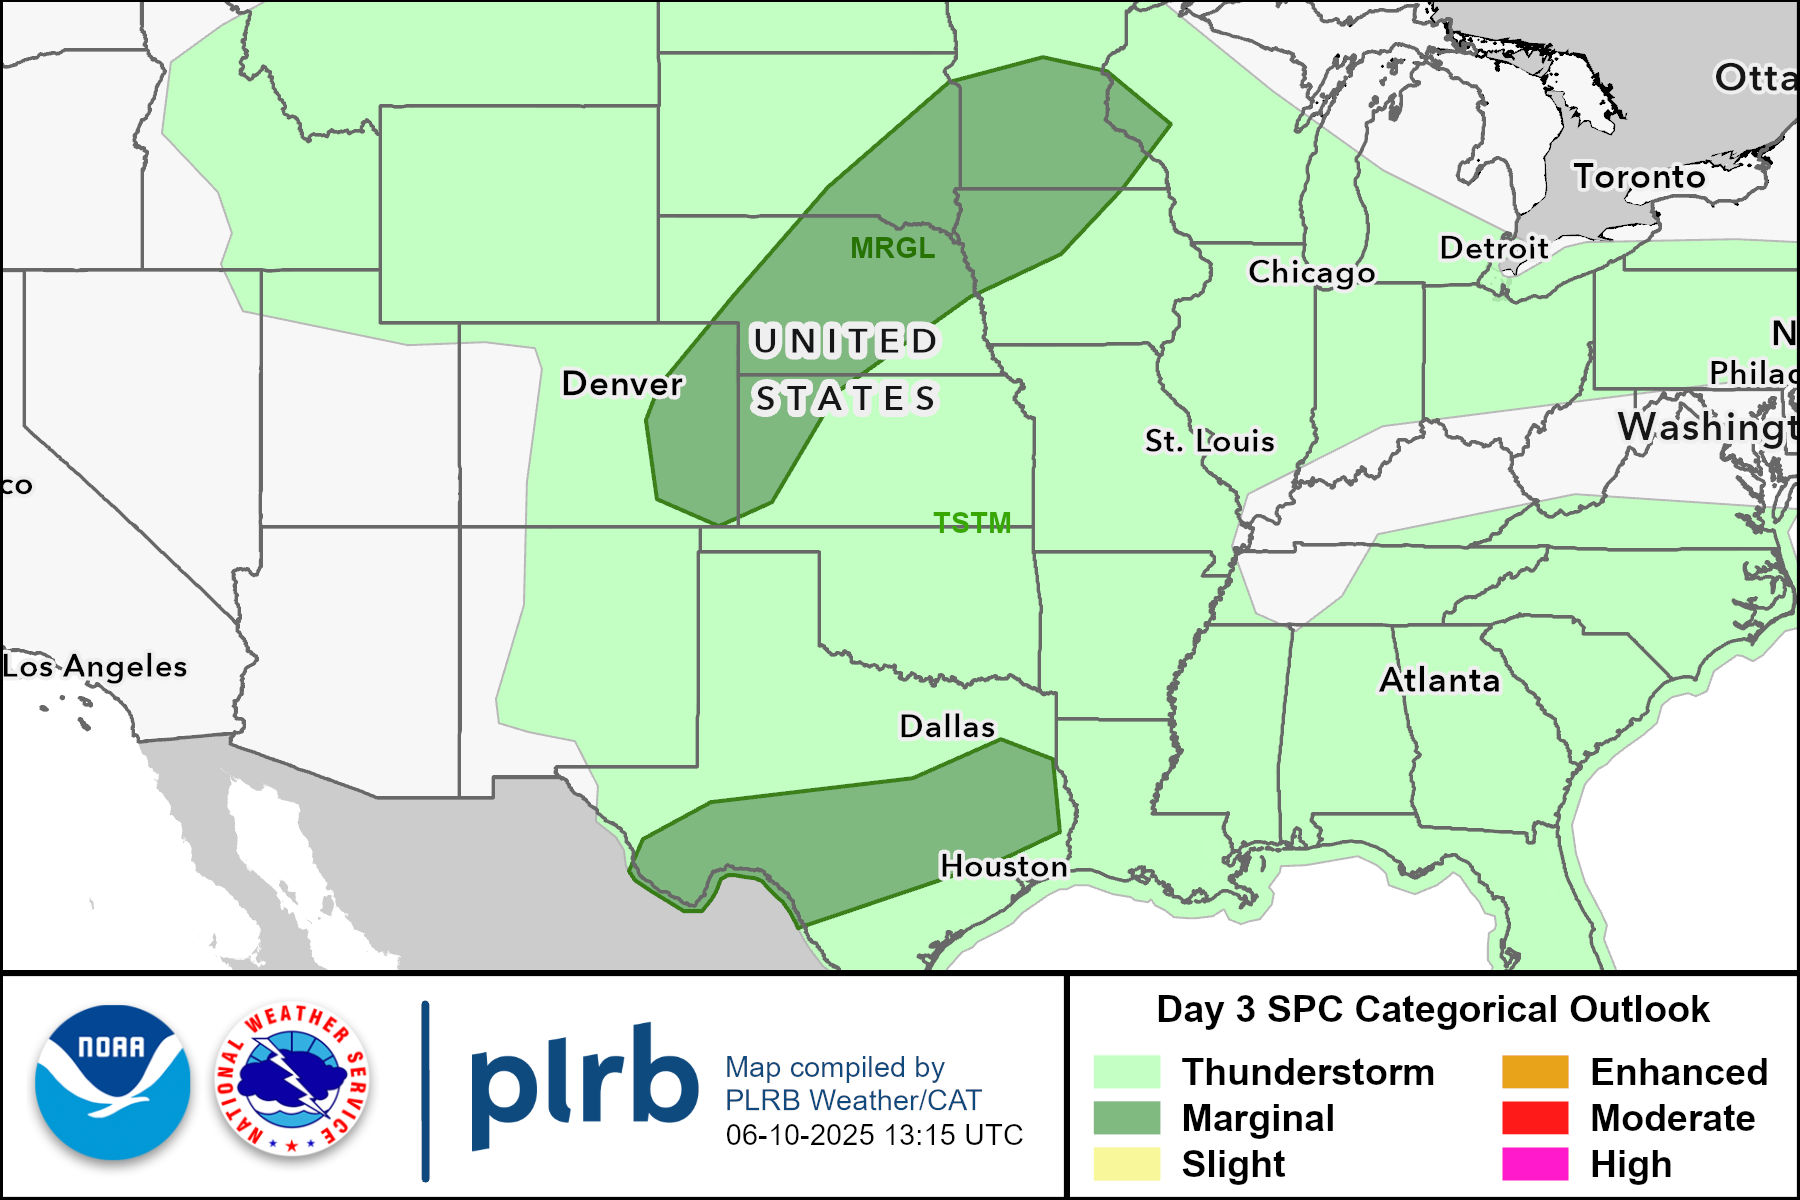 Otta
Toronto
Detroit
Chicago
MRGL
UNITED
STATES
N
Philad
Denver
Washingt
St. Louis
co
TSTM
Los Angeles
Atlanta
Dallas
Houston
NOAA
NATIONAL WEATHER SERVICE
plrb
Map compiled by
PLRB Weather/CAT
06-10-2025 13:15 UTC
Day 3 SPC Categorical Outlook
Thunderstorm
Enhanced
Marginal
Moderate
Slight
High